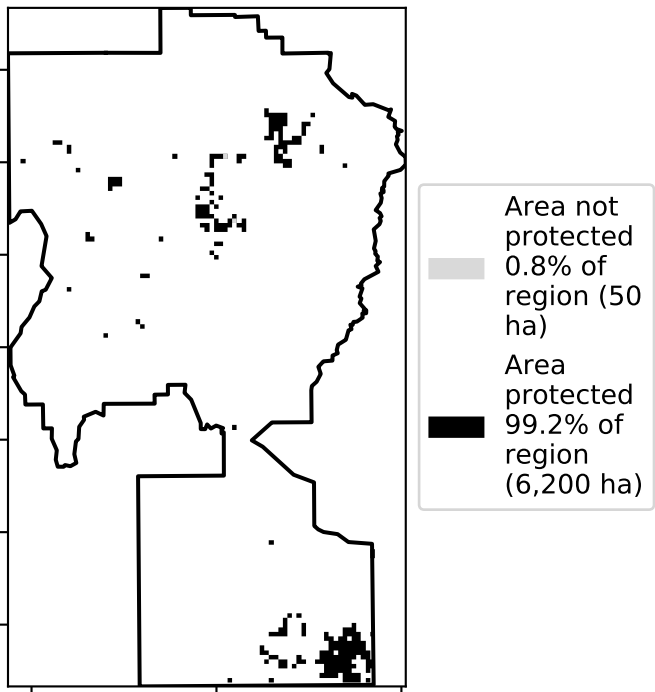 Area not
protected
0.8% of
region (50
ha)
Area
protected
99.2% of
region
(6,200 ha)